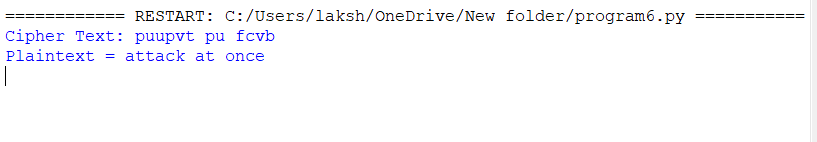 ============ RESTART: C:/Users/laksh/OneDrive/New folder/program6.py ===========
Cipher Text: puupvt pu fcvb
Plaintext = attack at once